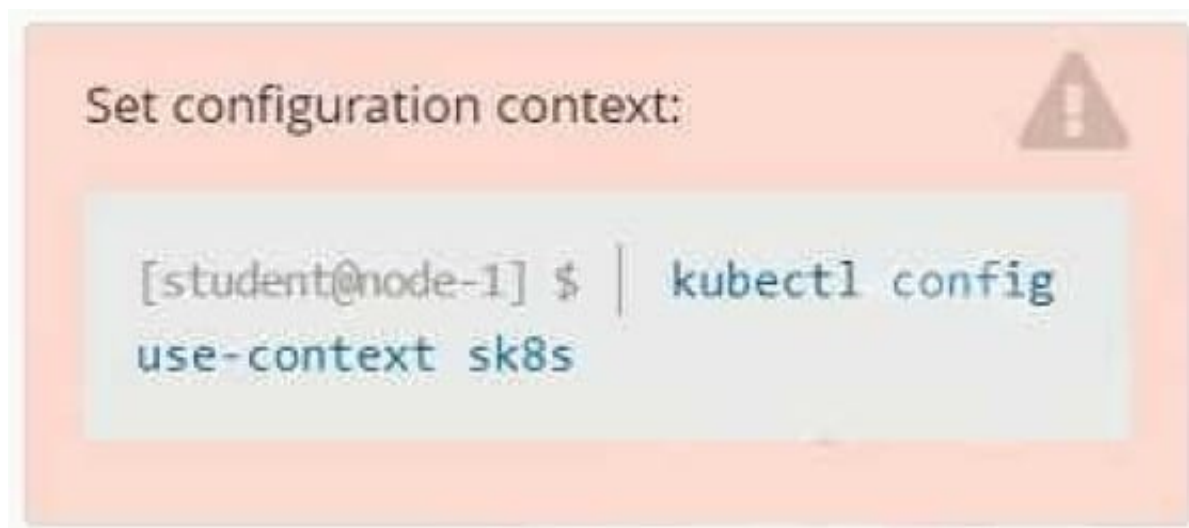 Set configuration context:
[student@node-1] $ | kubectl config
use-context sk8s